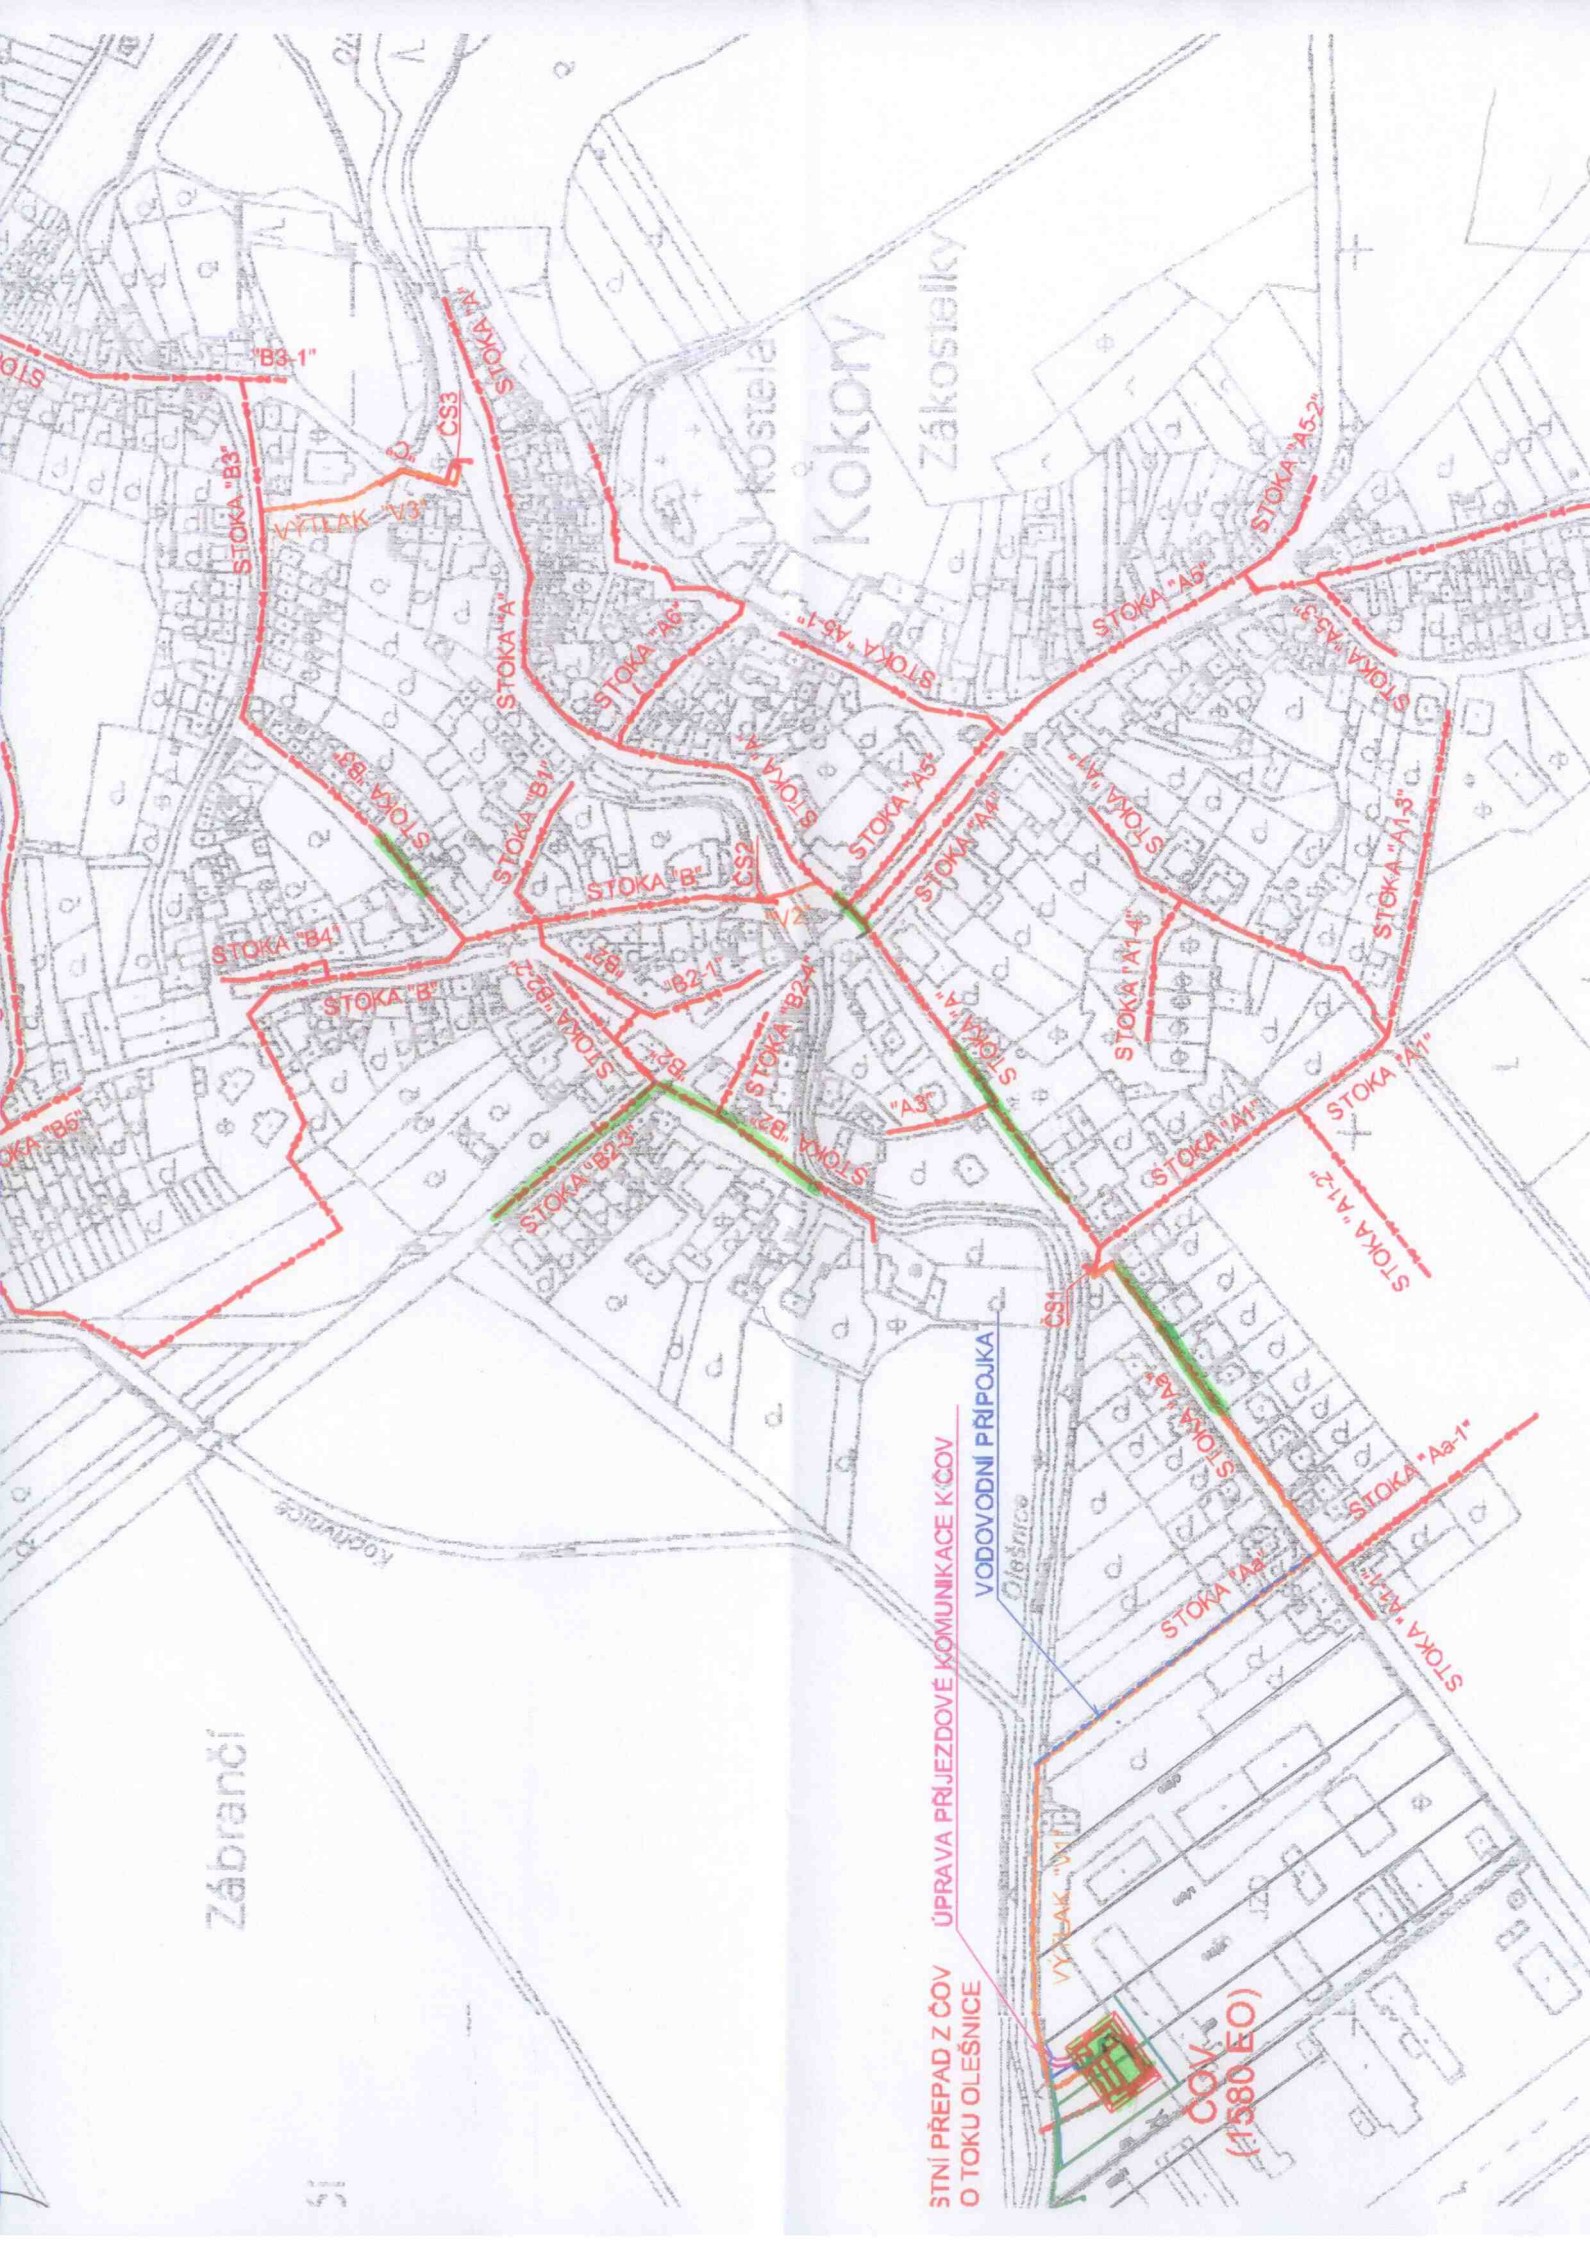 "B3-1"
STOKA "B3"
"C"
ČS3
VÝTLAK "V3"
STOKA "A"
STOKA "A"
STOKA "A6"
STOKA "A5-1"
Kokory
Zákostelky
STOKA "A5-2"
STOKA "A5"
STOKA "A5-3"
STOKA "B3"
STOKA "B1"
STOKA "B"
ČS2
"V2"
STOKA "A"
STOKA "A5"
STOKA "A4"
STOKA "A1"
STOKA "A1-3"
STOKA "A1-4"
STOKA "B4"
STOKA "B"
"B2"
STOKA "B2-2"
"B2-1"
"B2"
STOKA "B2-4"
STOKA "A"
"A3"
STOKA "B2"
STOKA "B2-3"
STOKA "A1"
STOKA "A1"
STOKA "A1-2"
ČS1
VODOVODNÍ PŘÍPOJKA
ÚPRAVA PŘÍJEZDOVÉ KOMUNIKACE K ČOV
Olešnice
STOKA "Aa"
STOKA "Aa-1"
STOKA "Aa"
STOKA "A1-1"
Zábrančí
VÝTLAK "V1"
STNÍ PŘEPAD Z ČOV
O TOKU OLEŠNICE
ČOV
(1580 EO)